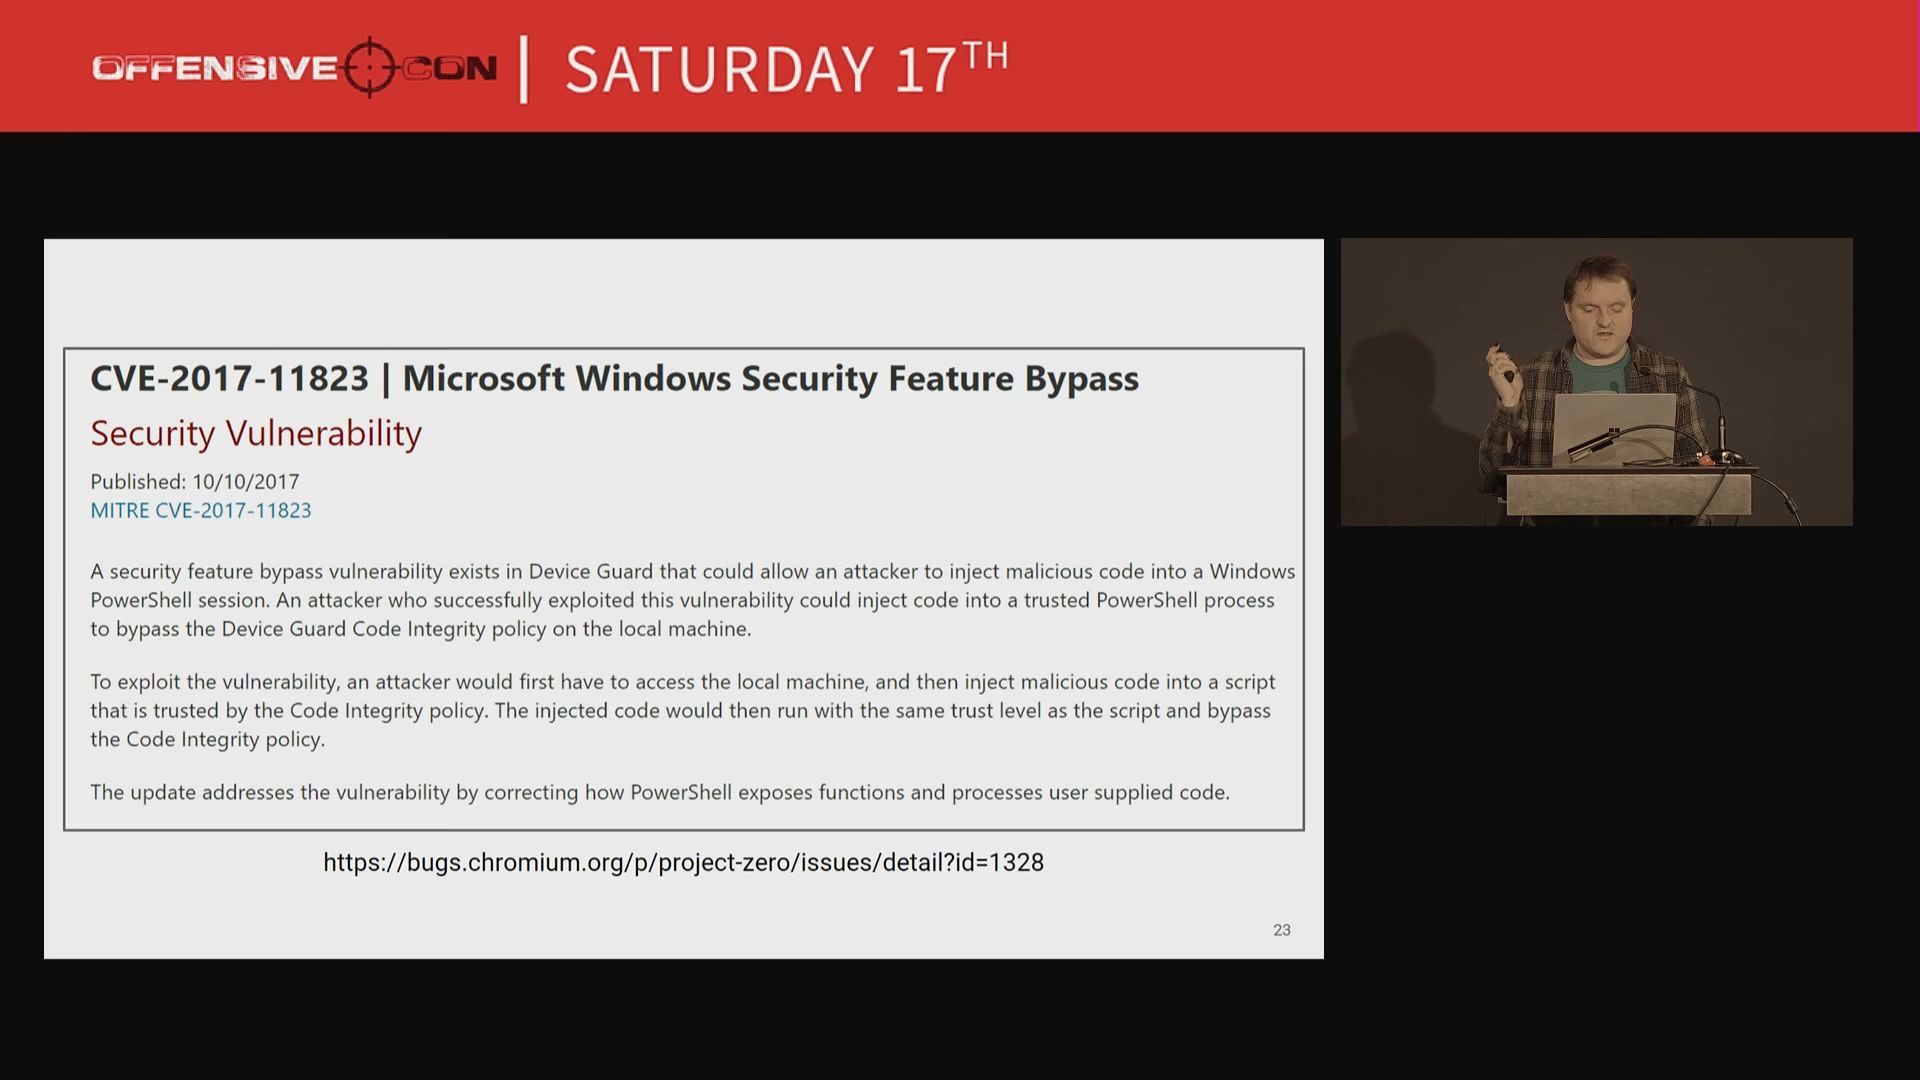 OFFENSIVE CON | SATURDAY 17TH
CVE-2017-11823 | Microsoft Windows Security Feature Bypass
Security Vulnerability
Published: 10/10/2017
MITRE CVE-2017-11823
A security feature bypass vulnerability exists in Device Guard that could allow an attacker to inject malicious code into a Windows
PowerShell session. An attacker who successfully exploited this vulnerability could inject code into a trusted PowerShell process
to bypass the Device Guard Code Integrity policy on the local machine.
To exploit the vulnerability, an attacker would first have to access the local machine, and then inject malicious code into a script
that is trusted by the Code Integrity policy. The injected code would then run with the same trust level as the script and bypass
the Code Integrity policy.
The update addresses the vulnerability by correcting how PowerShell exposes functions and processes user supplied code.
https://bugs.chromium.org/p/project-zero/issues/detail?id=1328
23